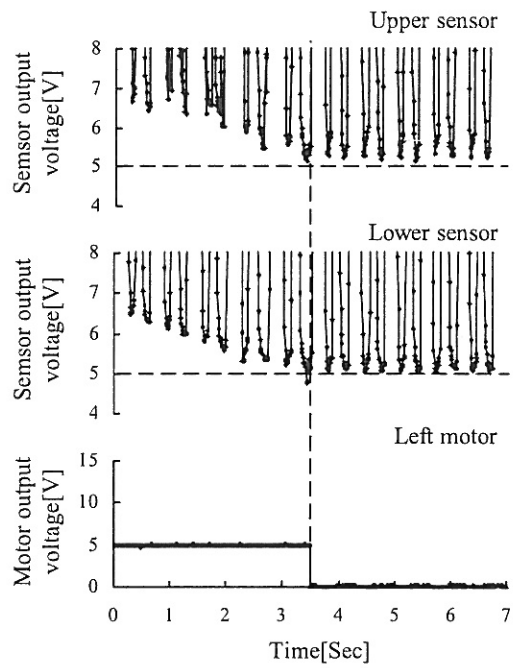 Upper sensor
Semsor output
voltage[V]
8
7
6
5
4
Lower sensor
Semsor output
voltage[V]
8
7
6
5
4
Left motor
Motor output
voltage[V]
15
10
5
0
0 1 2 3 4 5 6 7
Time[Sec]